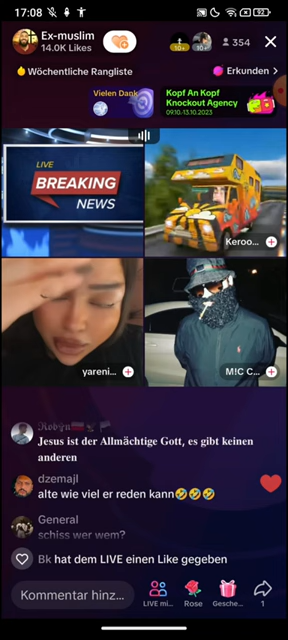 17:08
92
Ex-muslim
14.0K Likes
10+
10+
354
Wöchentliche Rangliste
Erkunden
Vielen Dank
Kopf An Kopf
Knockout Agency
09.10.-13.10.2023
LIVE
BREAKING
NEWS
Keroo...
yareni...
M!C C...
Jesus ist der Allmächtige Gott, es gibt keinen
anderen
dzemajl
alte wie viel er reden kann🤣🤣🤣
General
schiss wer wem?
Bk hat dem LIVE einen Like gegeben
Kommentar hinz...
LIVE mi...
Rose
Gesche...
1